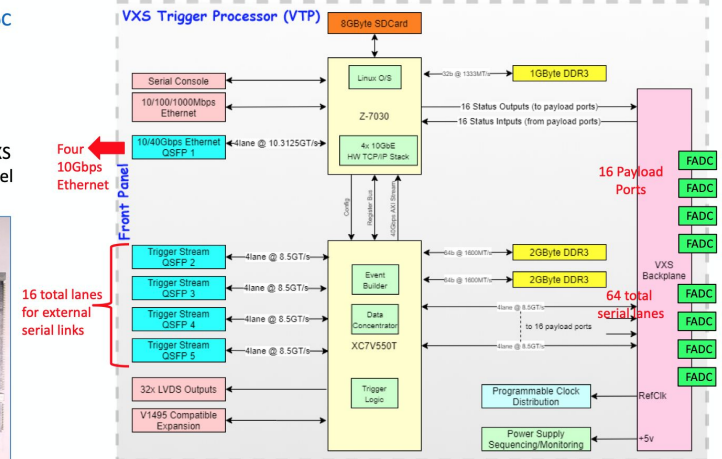 GC
VXS Trigger Processor (VTP)
8GByte SDCard
Serial Console
10/100/1000Mbps
Ethernet
10/40Gbps Ethernet
QSFP 1
4lane @ 10.3125GT/s
Linux O/S
Z-7030
4x 10GbE
HW TCP/IP Stack
32b @ 1333MT/s
1GByte DDR3
16 Status Outputs (to payload ports)
16 Status Intputs (from payload ports)
XS
el
Four
10Gbps
Ethernet
Front Panel
16 Payload
Ports
FADC
FADC
FADC
FADC
Config
Register Bus
40Gbps AXI Stream
Trigger Stream
QSFP 2
4lane @ 8.5GT/s
Trigger Stream
QSFP 3
4lane @ 8.5GT/s
Trigger Stream
QSFP 4
4lane @ 8.5GT/s
Trigger Stream
QSFP 5
4lane @ 8.5GT/s
16 total lanes
for external
serial links
Event
Builder
Data
Concentrator
XC7V550T
Trigger
Logic
64b @ 1600MT/s
2GByte DDR3
64b @ 1600MT/s
2GByte DDR3
4lane @ 8.5GT/s
to 16 payload ports
4lane @ 8.5GT/s
64 total
serial lanes
VXS
Backplane
FADC
FADC
FADC
FADC
32x LVDS Outputs
V1495 Compatible
Expansion
Programmable Clock
Distribution
RefClk
Power Supply
Sequencing/Monitoring
+5v